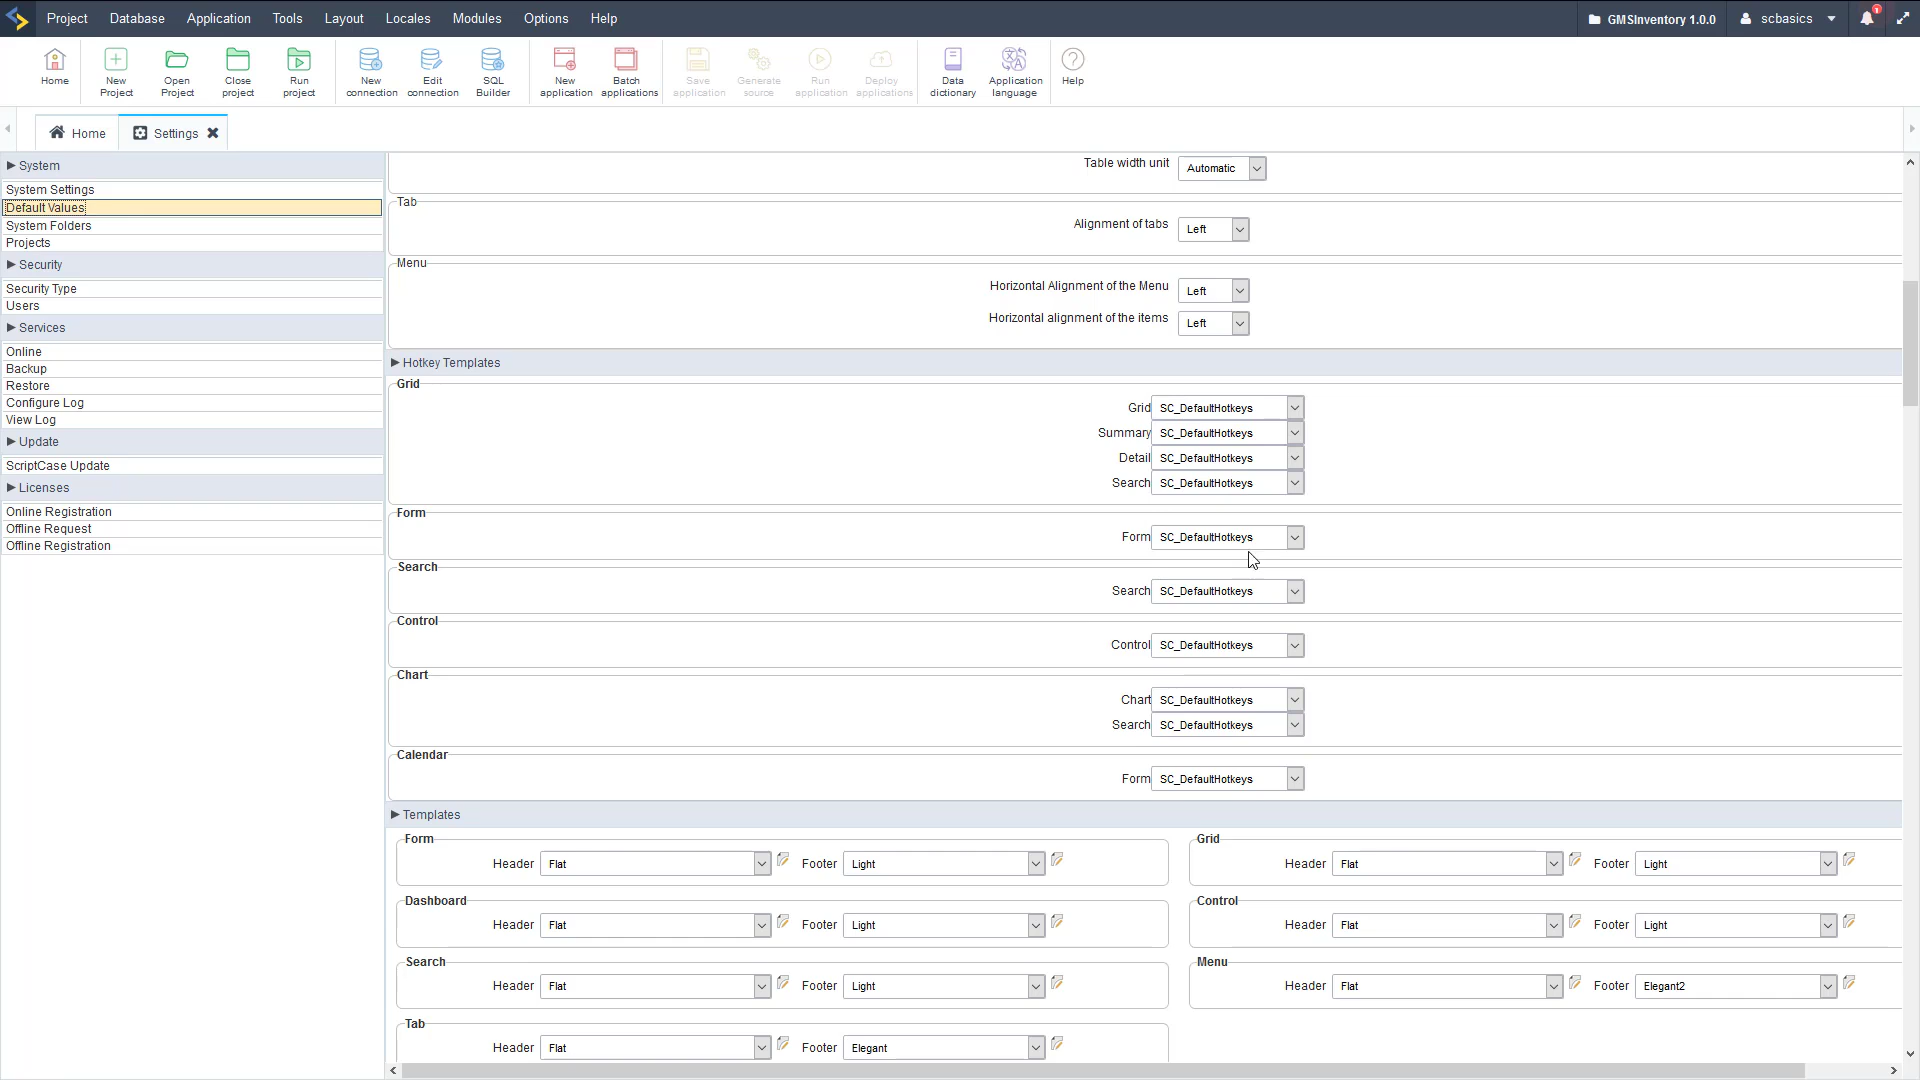 Project Database Application Tools Layout Locales Modules Options Help GMSInventory 1.0.0 scbasics 1
Home New Project Open Project Close project Run project New connection Edit connection SQL Builder New application Batch applications Save application Generate source Run application Deploy applications Data dictionary Application language Help
Home Settings
System
System Settings
Default Values
System Folders
Projects
Security
Security Type
Users
Services
Online
Backup
Restore
Configure Log
View Log
Update
ScriptCase Update
Licenses
Online Registration
Offline Request
Offline Registration
Table width unit Automatic
Tab
Alignment of tabs Left
Menu
Horizontal Alignment of the Menu Left
Horizontal alignment of the items Left
Hotkey Templates
Grid
Grid SC_DefaultHotkeys
Summary SC_DefaultHotkeys
Detail SC_DefaultHotkeys
Search SC_DefaultHotkeys
Form
Form SC_DefaultHotkeys
Search
Search SC_DefaultHotkeys
Control
Control SC_DefaultHotkeys
Chart
Chart SC_DefaultHotkeys
Search SC_DefaultHotkeys
Calendar
Form SC_DefaultHotkeys
Templates
Form Grid
Header Flat Footer Light Header Flat Footer Light
Dashboard Control
Header Flat Footer Light Header Flat Footer Light
Search Menu
Header Flat Footer Light Header Flat Footer Elegant2
Tab
Header Flat Footer Elegant